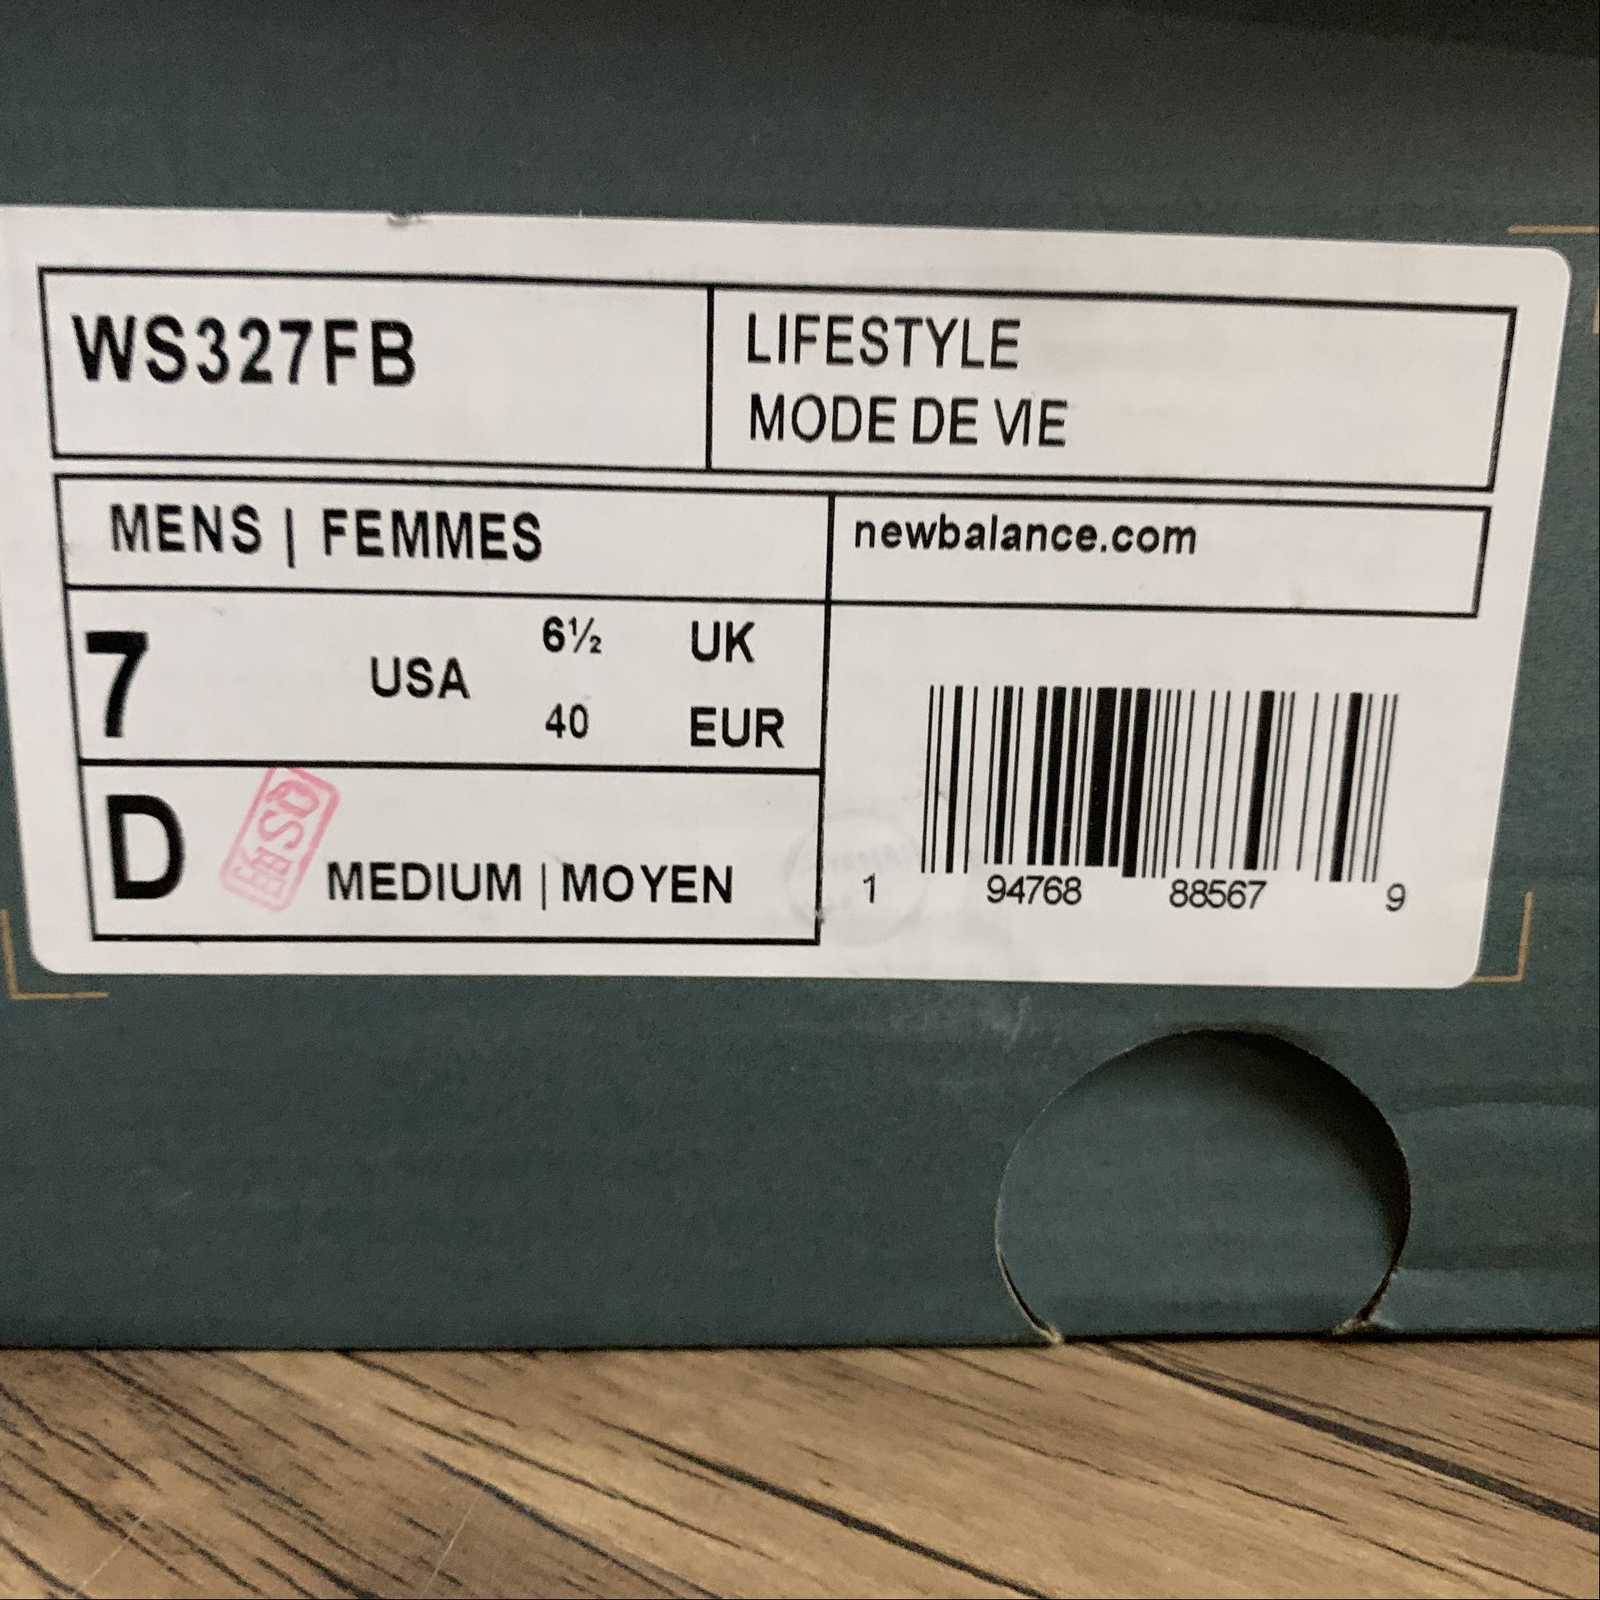 WS327FB
LIFESTYLE
MODE DE VIE
MENS | FEMMES
newbalance.com
7 USA 6½ UK
40 EUR
D MEDIUM | MOYEN
1 94768 88567 9